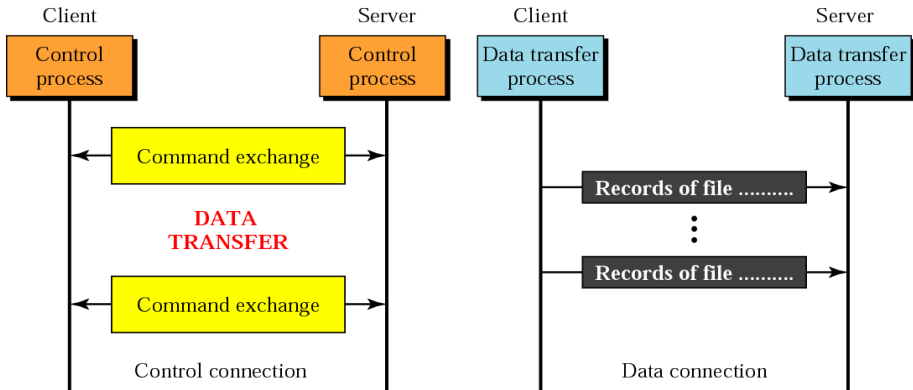 Client
Server
Client
Server
Control
process
Control
process
Data transfer
process
Data transfer
process
Command exchange
Records of file ..........
DATA
TRANSFER
Records of file ..........
Command exchange
Control connection
Data connection